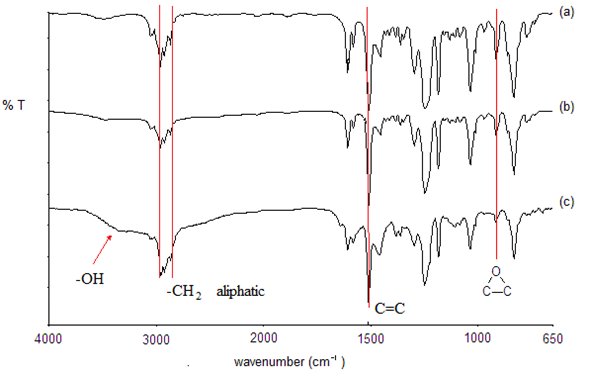 (a)
% T
(b)
(c)
-OH
-CH2 aliphatic
C=C
O
C—C
4000 3000 2000 1500 1000 650
wavenumber (cm⁻¹)